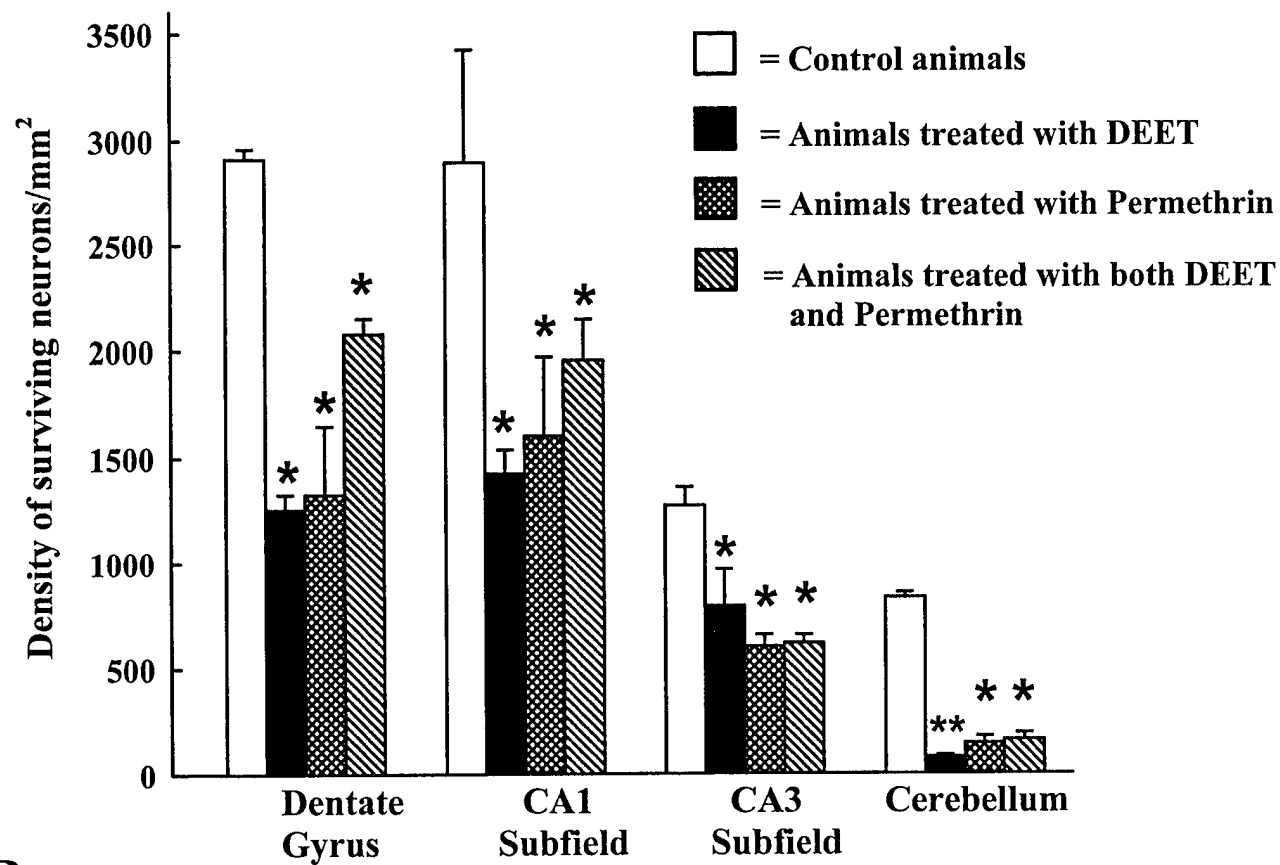 3500
3000
2500
2000
1500
1000
500
0
Density of surviving neurons/mm²
= Control animals
= Animals treated with DEET
= Animals treated with Permethrin
= Animals treated with both DEET
and Permethrin
* * *
* * *
* * *
** * *
Dentate
Gyrus
CA1
Subfield
CA3
Subfield
Cerebellum